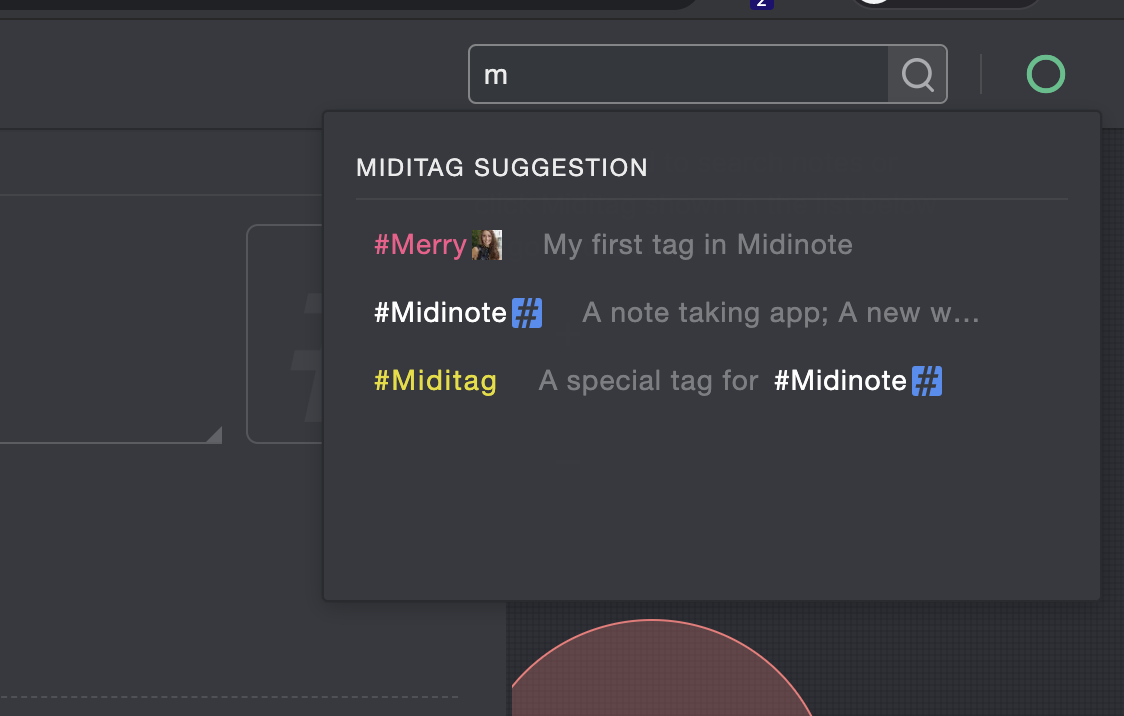 m
MIDITAG SUGGESTION
#Merry My first tag in Midinote
#Midinote # A note taking app; A new w...
#Miditag A special tag for #Midinote #